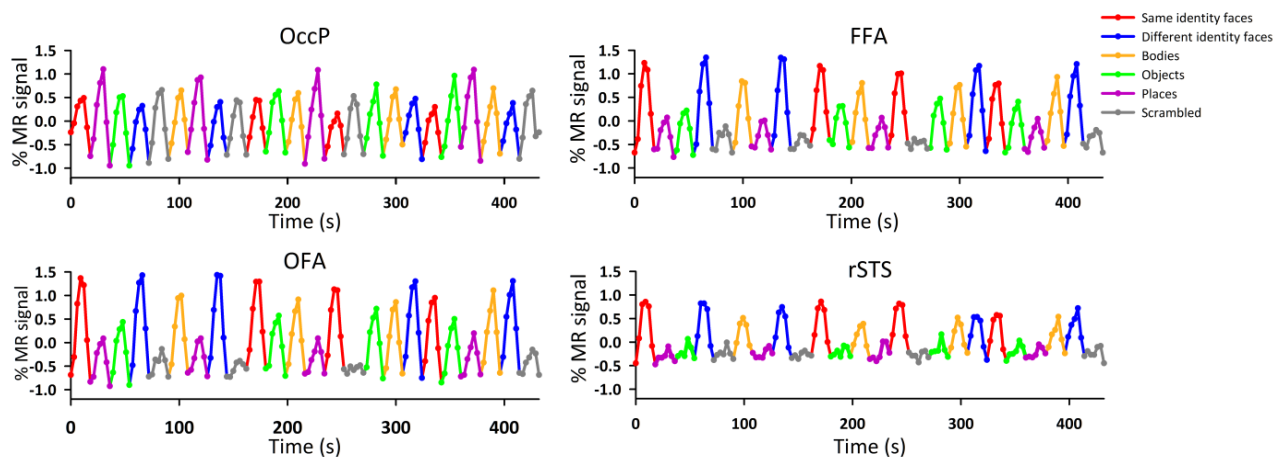 OccP
% MR signal
1.5
1.0
0.5
0.0
-0.5
-1.0
0 100 200 300 400
Time (s)
FFA
% MR signal
1.5
1.0
0.5
0.0
-0.5
-1.0
0 100 200 300 400
Time (s)
Same identity faces
Different identity faces
Bodies
Objects
Places
Scrambled
OFA
% MR signal
1.5
1.0
0.5
0.0
-0.5
-1.0
0 100 200 300 400
Time (s)
rSTS
% MR signal
1.5
1.0
0.5
0.0
-0.5
-1.0
0 100 200 300 400
Time (s)